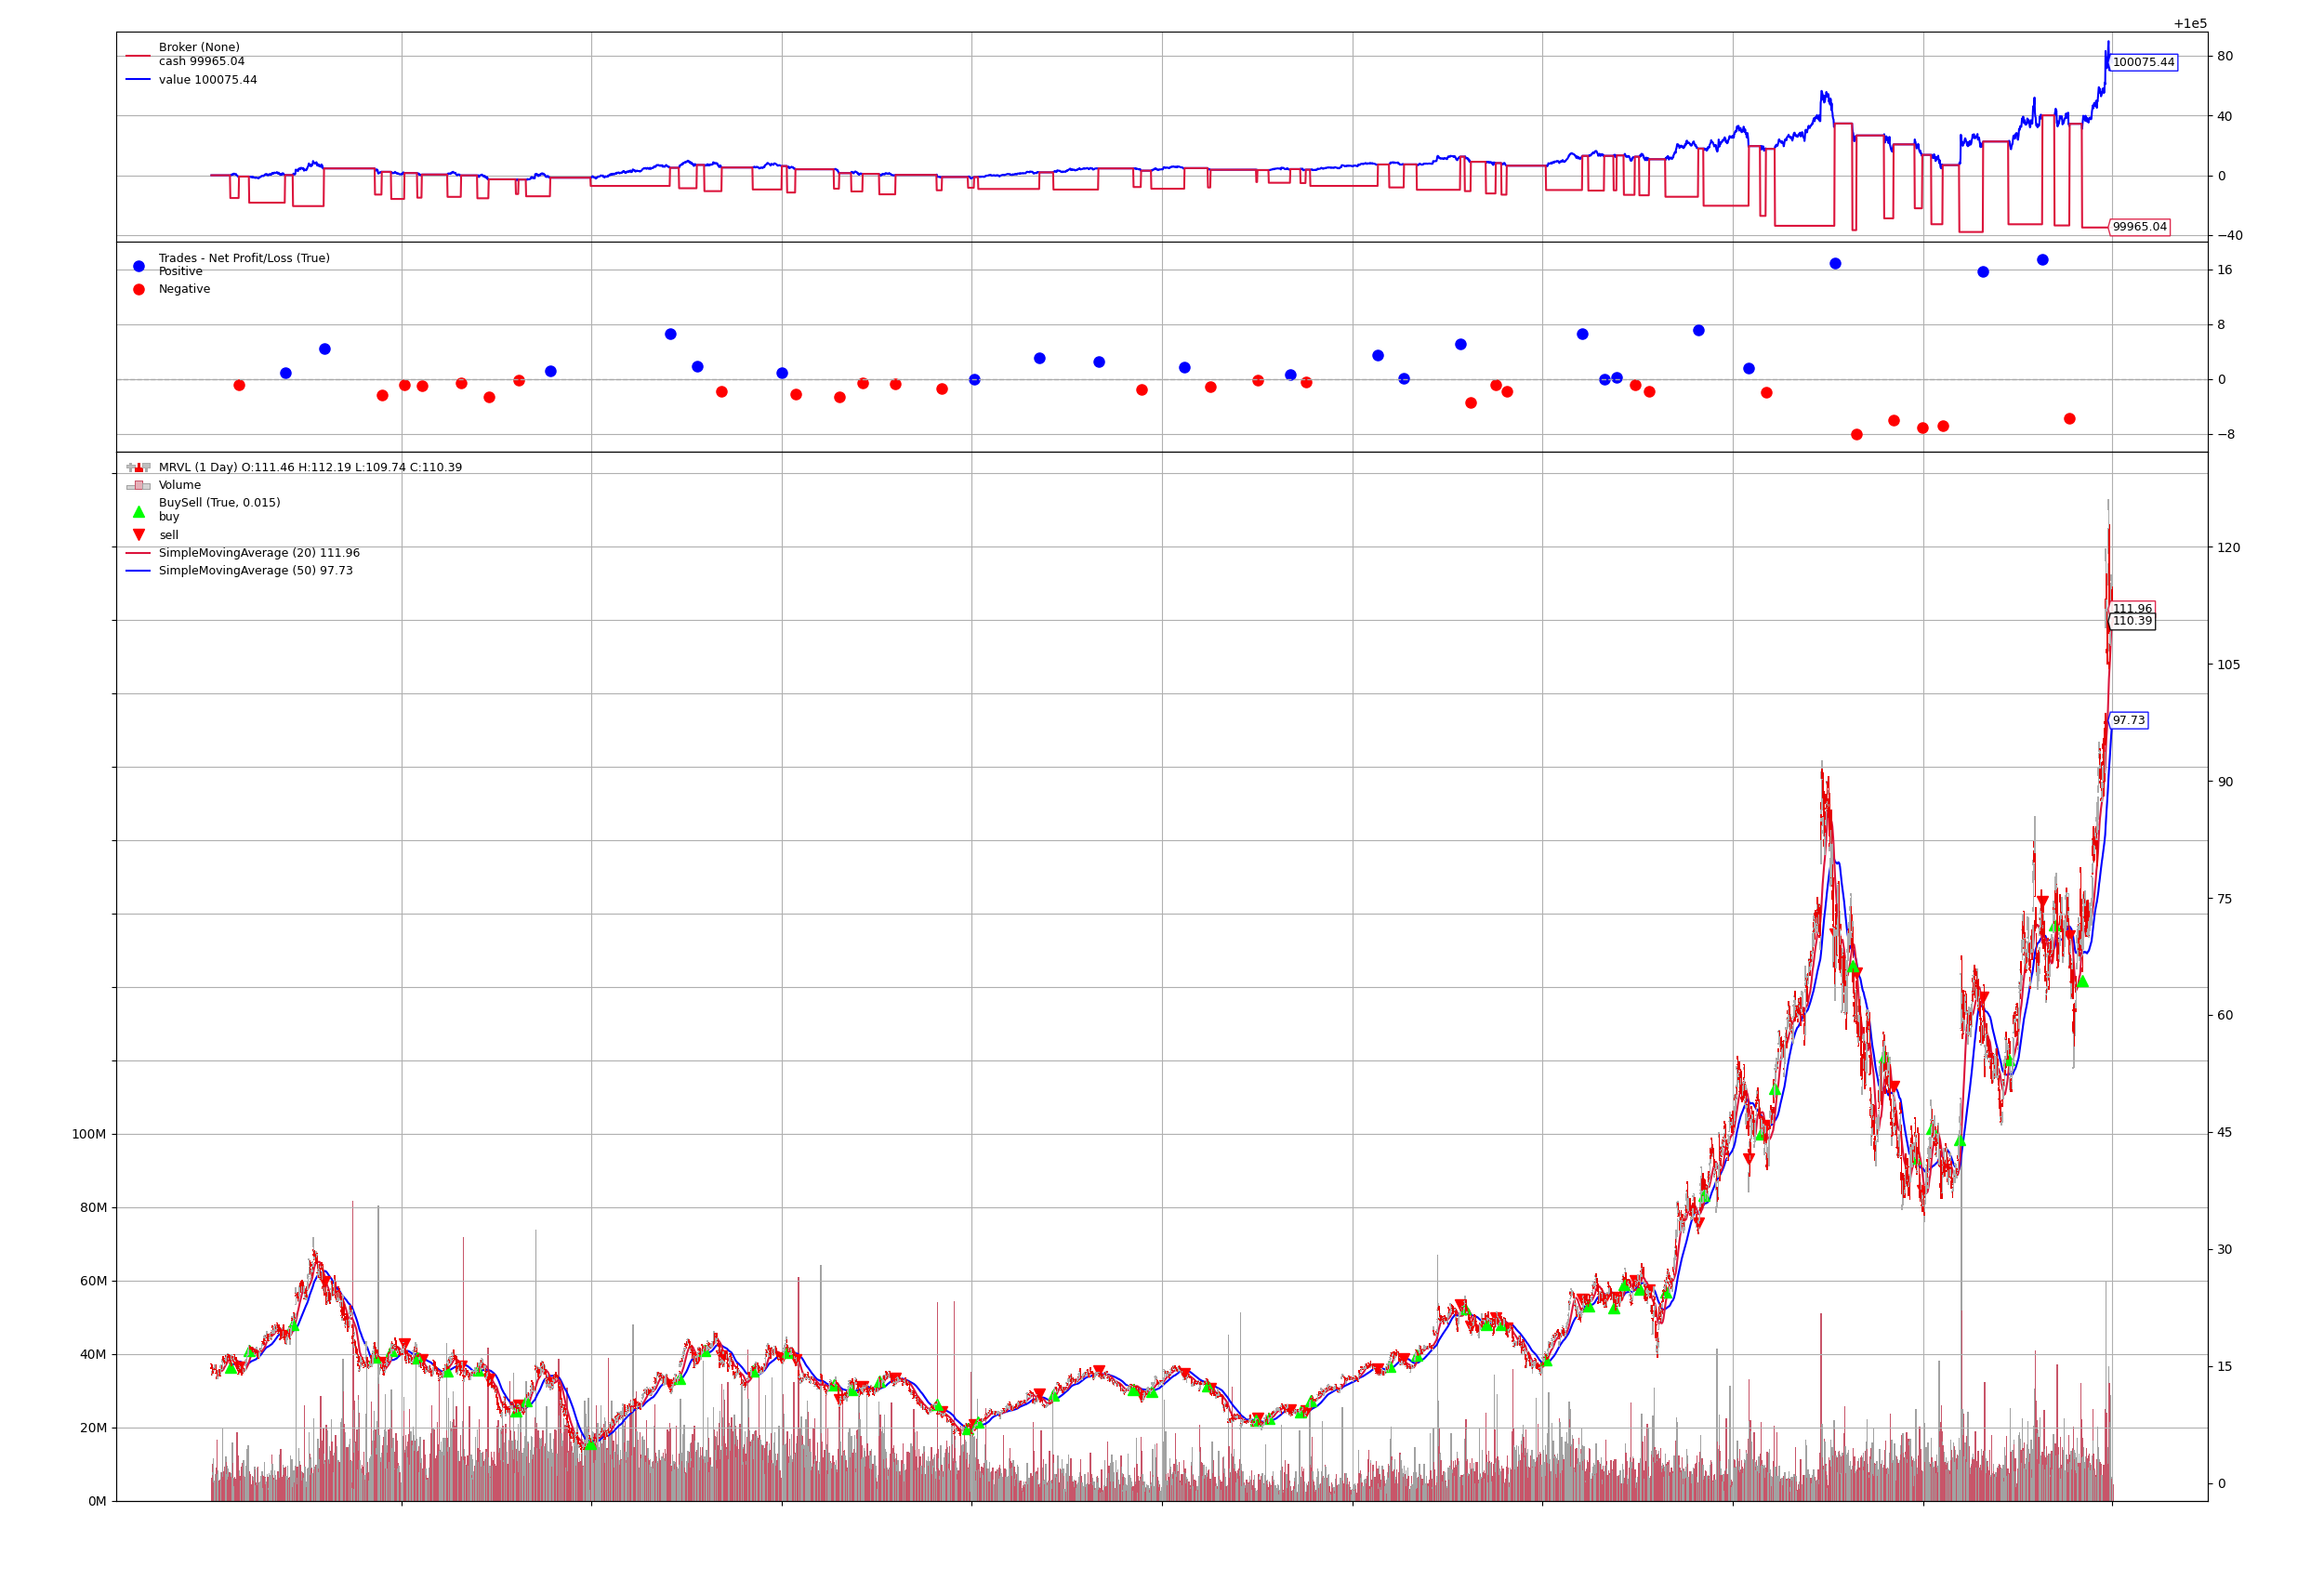 +1e5
Broker (None)
cash 99965.04
value 100075.44
80
40
0
−40
100075.44
99965.04
Trades - Net Profit/Loss (True)
Positive
Negative
16
8
0
−8
MRVL (1 Day) O:111.46 H:112.19 L:109.74 C:110.39
Volume
BuySell (True, 0.015)
buy
sell
SimpleMovingAverage (20) 111.96
SimpleMovingAverage (50) 97.73
120
111.96
110.39
105
97.73
90
75
60
45
30
15
0
100M
80M
60M
40M
20M
0M